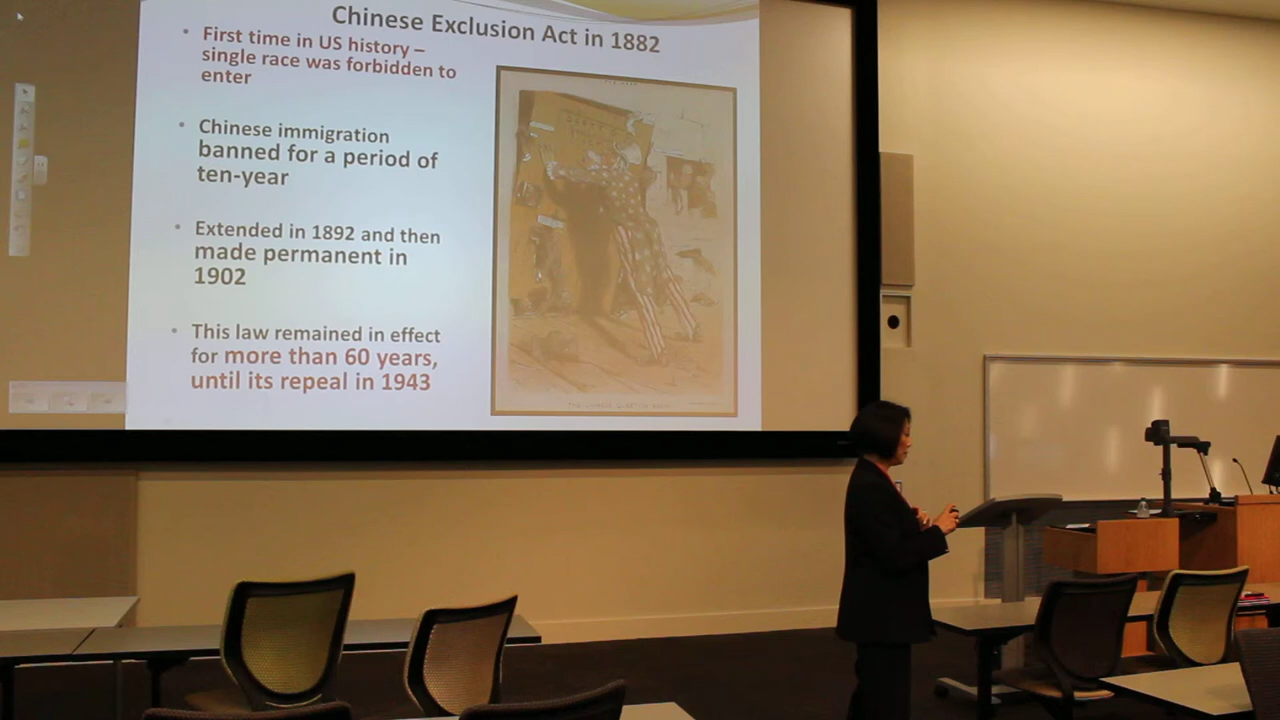 Chinese Exclusion Act in 1882
• First time in US history –
single race was forbidden to
enter
• Chinese immigration
banned for a period of
ten-year
• Extended in 1892 and then
made permanent in
1902
• This law remained in effect
for more than 60 years,
until its repeal in 1943